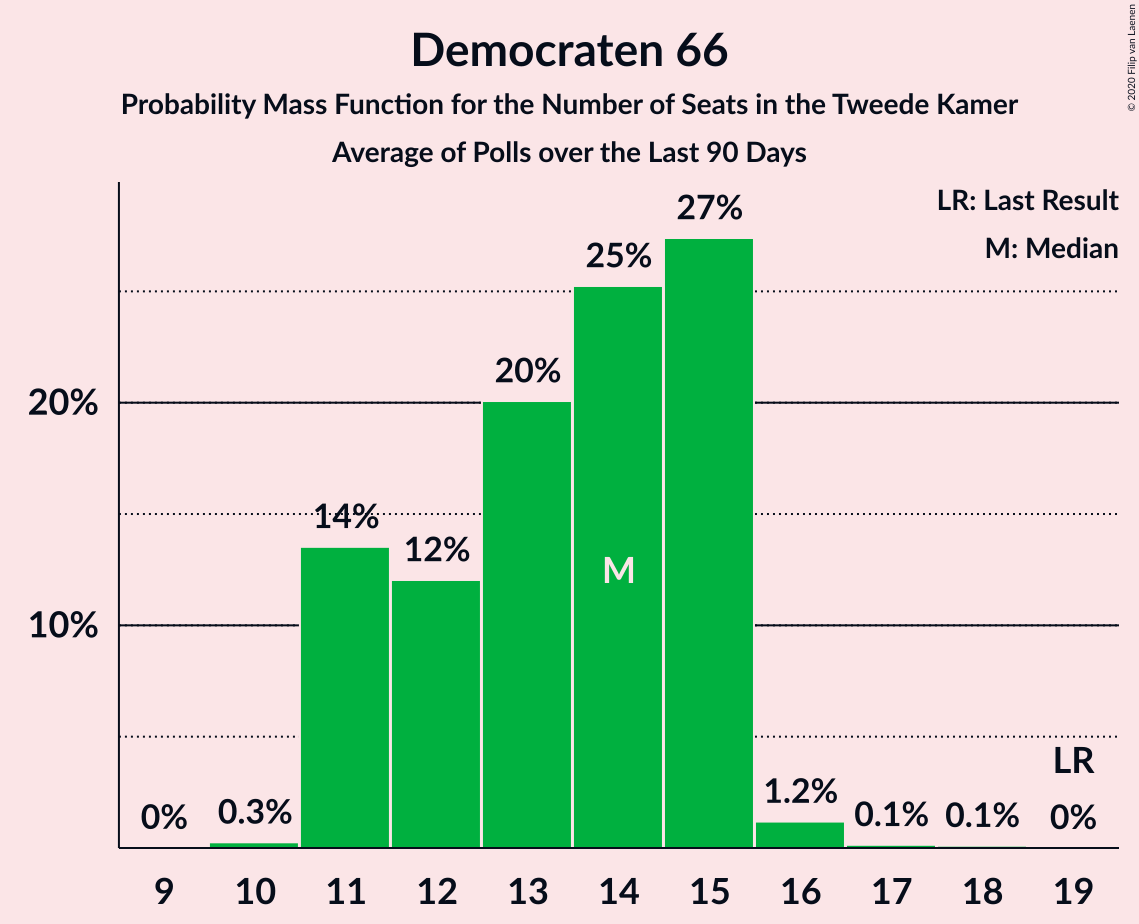 Democraten 66
Probability Mass Function for the Number of Seats in the Tweede Kamer
Average of Polls over the Last 90 Days
© 2020 Filip van Laenen
LR: Last Result
M: Median
27%
25%
20%
14%
12%
M
LR
0%
0.3%
1.2%
0.1%
0.1%
0%
20%
10%
9 10 11 12 13 14 15 16 17 18 19